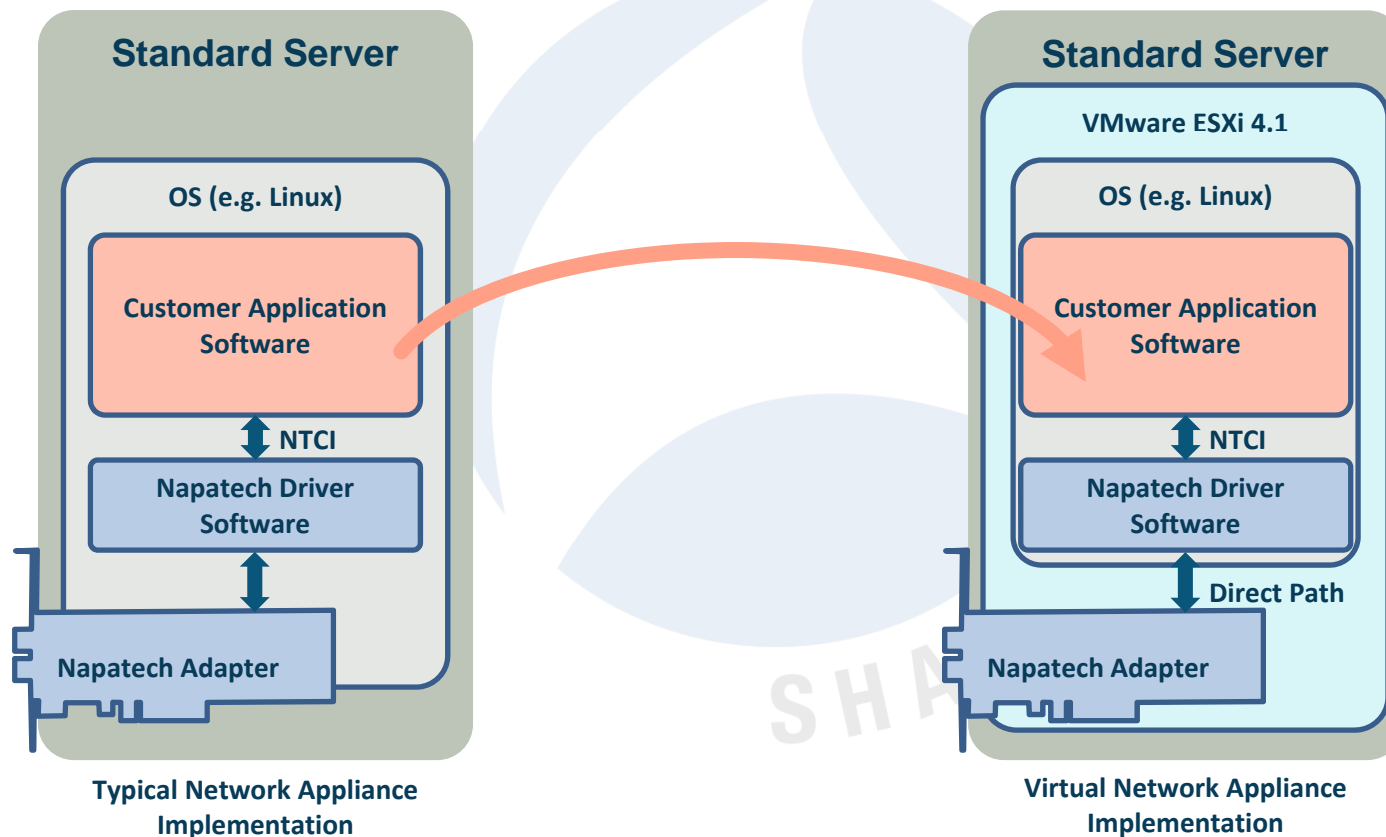 Standard Server
OS (e.g. Linux)
Customer Application
Software
NTCI
Napatech Driver
Software
Napatech Adapter
Typical Network Appliance
Implementation
Standard Server
VMware ESXi 4.1
OS (e.g. Linux)
Customer Application
Software
NTCI
Napatech Driver
Software
Direct Path
Napatech Adapter
Virtual Network Appliance
Implementation